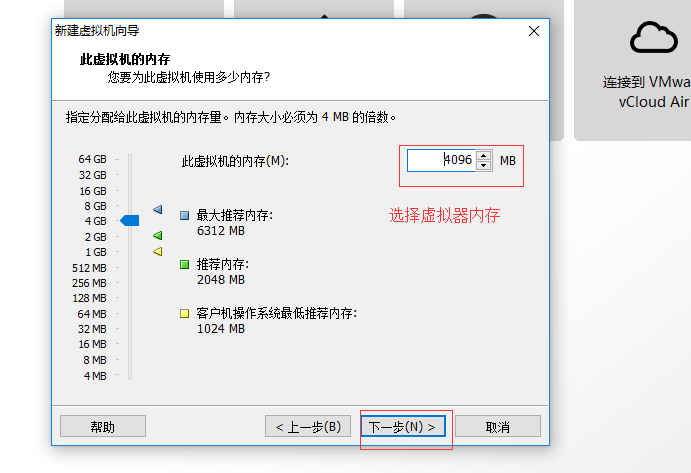 新建虚拟机向导
此虚拟机的内存
您要为此虚拟机使用多少内存?
指定分配给此虚拟机的内存量。内存大小必须为 4 MB 的倍数。
64 GB
32 GB
16 GB
8 GB
4 GB
2 GB
1 GB
512 MB
256 MB
128 MB
64 MB
32 MB
16 MB
8 MB
4 MB
此虚拟机的内存(M):
4096 MB
选择虚拟器内存
最大推荐内存:
6312 MB
推荐内存:
2048 MB
客户机操作系统最低推荐内存:
1024 MB
帮助
< 上一步(B)
下一步(N) >
取消
连接到 VMwa
vCloud Air